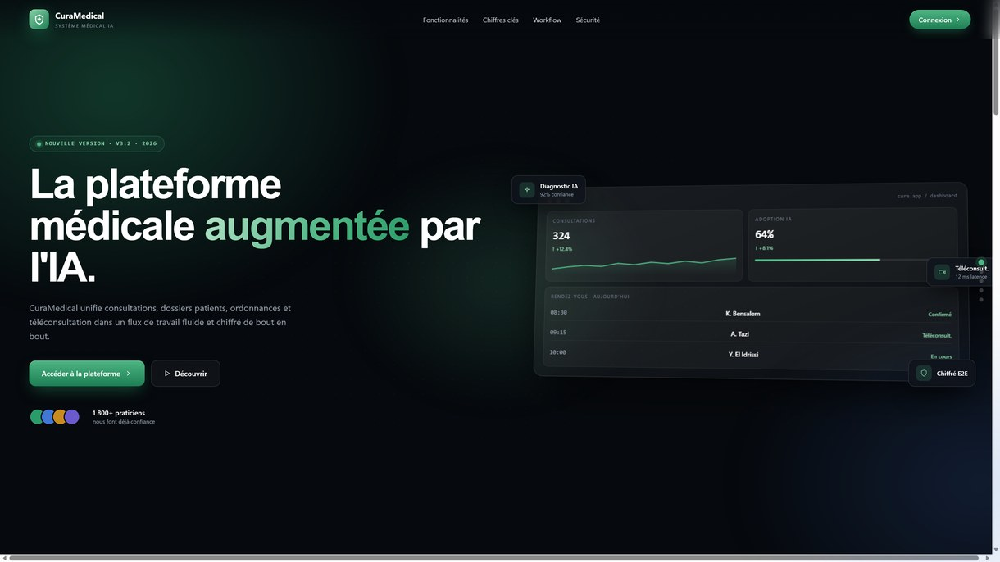 CuraMedical
SYSTÈME MÉDICAL IA
Fonctionnalités
Chiffres clés
Workflow
Sécurité
Connexion
NOUVELLE VERSION · V3.2 · 2026
La plateforme
médicale augmentée par
l'IA.
CuraMedical unifie consultations, dossiers patients, ordonnances et
téléconsultation dans un flux de travail fluide et chiffré de bout en
bout.
Accéder à la plateforme
Découvrir
1 800+ praticiens
nous font déjà confiance
Diagnostic IA
92% confiance
cura.app / dashboard
CONSULTATIONS
324
↑ +12.4%
ADOPTION IA
64%
↑ +8.1%
Téléconsult.
12 ms latence
RENDEZ-VOUS · AUJOURD'HUI
08:30 K. Bensalem Confirmé
09:15 A. Tazi Téléconsult.
10:00 Y. El Idrissi En cours
Chiffré E2E